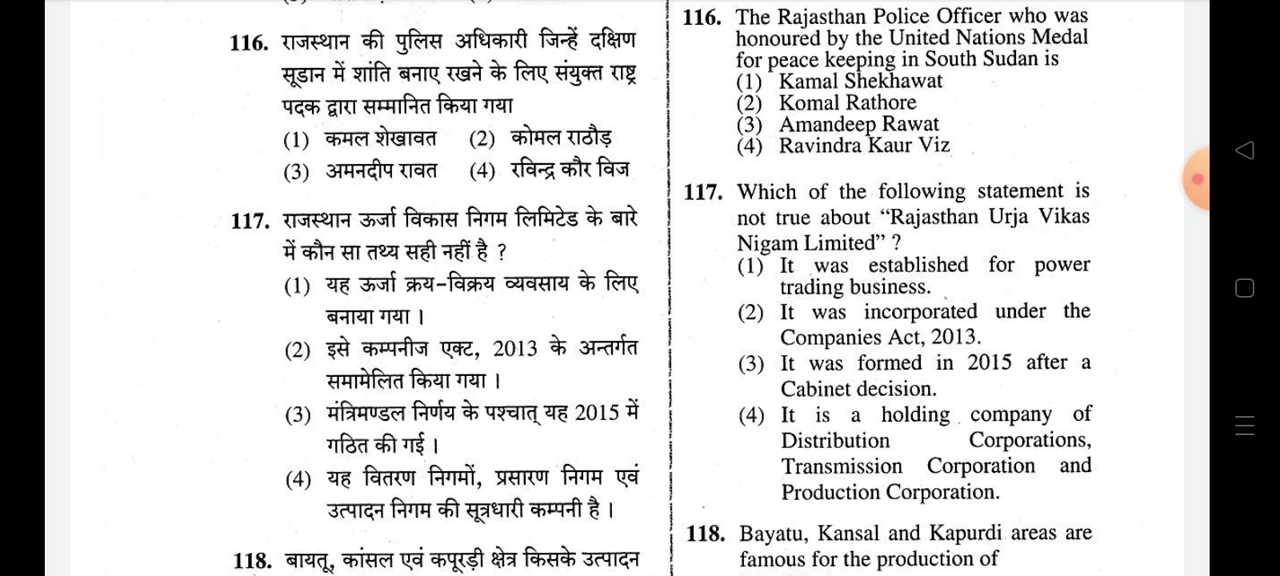 116. राजस्थान की पुलिस अधिकारी जिन्हें दक्षिण
सूडान में शांति बनाए रखने के लिए संयुक्त राष्ट्र
पदक द्वारा सम्मानित किया गया
(1) कमल शेखावत (2) कोमल राठौड़
(3) अमनदीप रावत (4) रविन्द्र कौर विज
117. राजस्थान ऊर्जा विकास निगम लिमिटेड के बारे
में कौन सा तथ्य सही नहीं है ?
(1) यह ऊर्जा क्रय-विक्रय व्यवसाय के लिए
बनाया गया ।
(2) इसे कम्पनीज एक्ट, 2013 के अन्तर्गत
समामेलित किया गया ।
(3) मंत्रिमण्डल निर्णय के पश्चात् यह 2015 में
गठित की गई ।
(4) यह वितरण निगमों, प्रसारण निगम एवं
उत्पादन निगम की सूत्रधारी कम्पनी है ।
118. बायतू, कांसल एवं कपूरड़ी क्षेत्र किसके उत्पादन
116. The Rajasthan Police Officer who was
honoured by the United Nations Medal
for peace keeping in South Sudan is
(1) Kamal Shekhawat
(2) Komal Rathore
(3) Amandeep Rawat
(4) Ravindra Kaur Viz
117. Which of the following statement is
not true about “Rajasthan Urja Vikas
Nigam Limited” ?
(1) It was established for power
trading business.
(2) It was incorporated under the
Companies Act, 2013.
(3) It was formed in 2015 after a
Cabinet decision.
(4) It is a holding company of
Distribution Corporations,
Transmission Corporation and
Production Corporation.
118. Bayatu, Kansal and Kapurdi areas are
famous for the production of